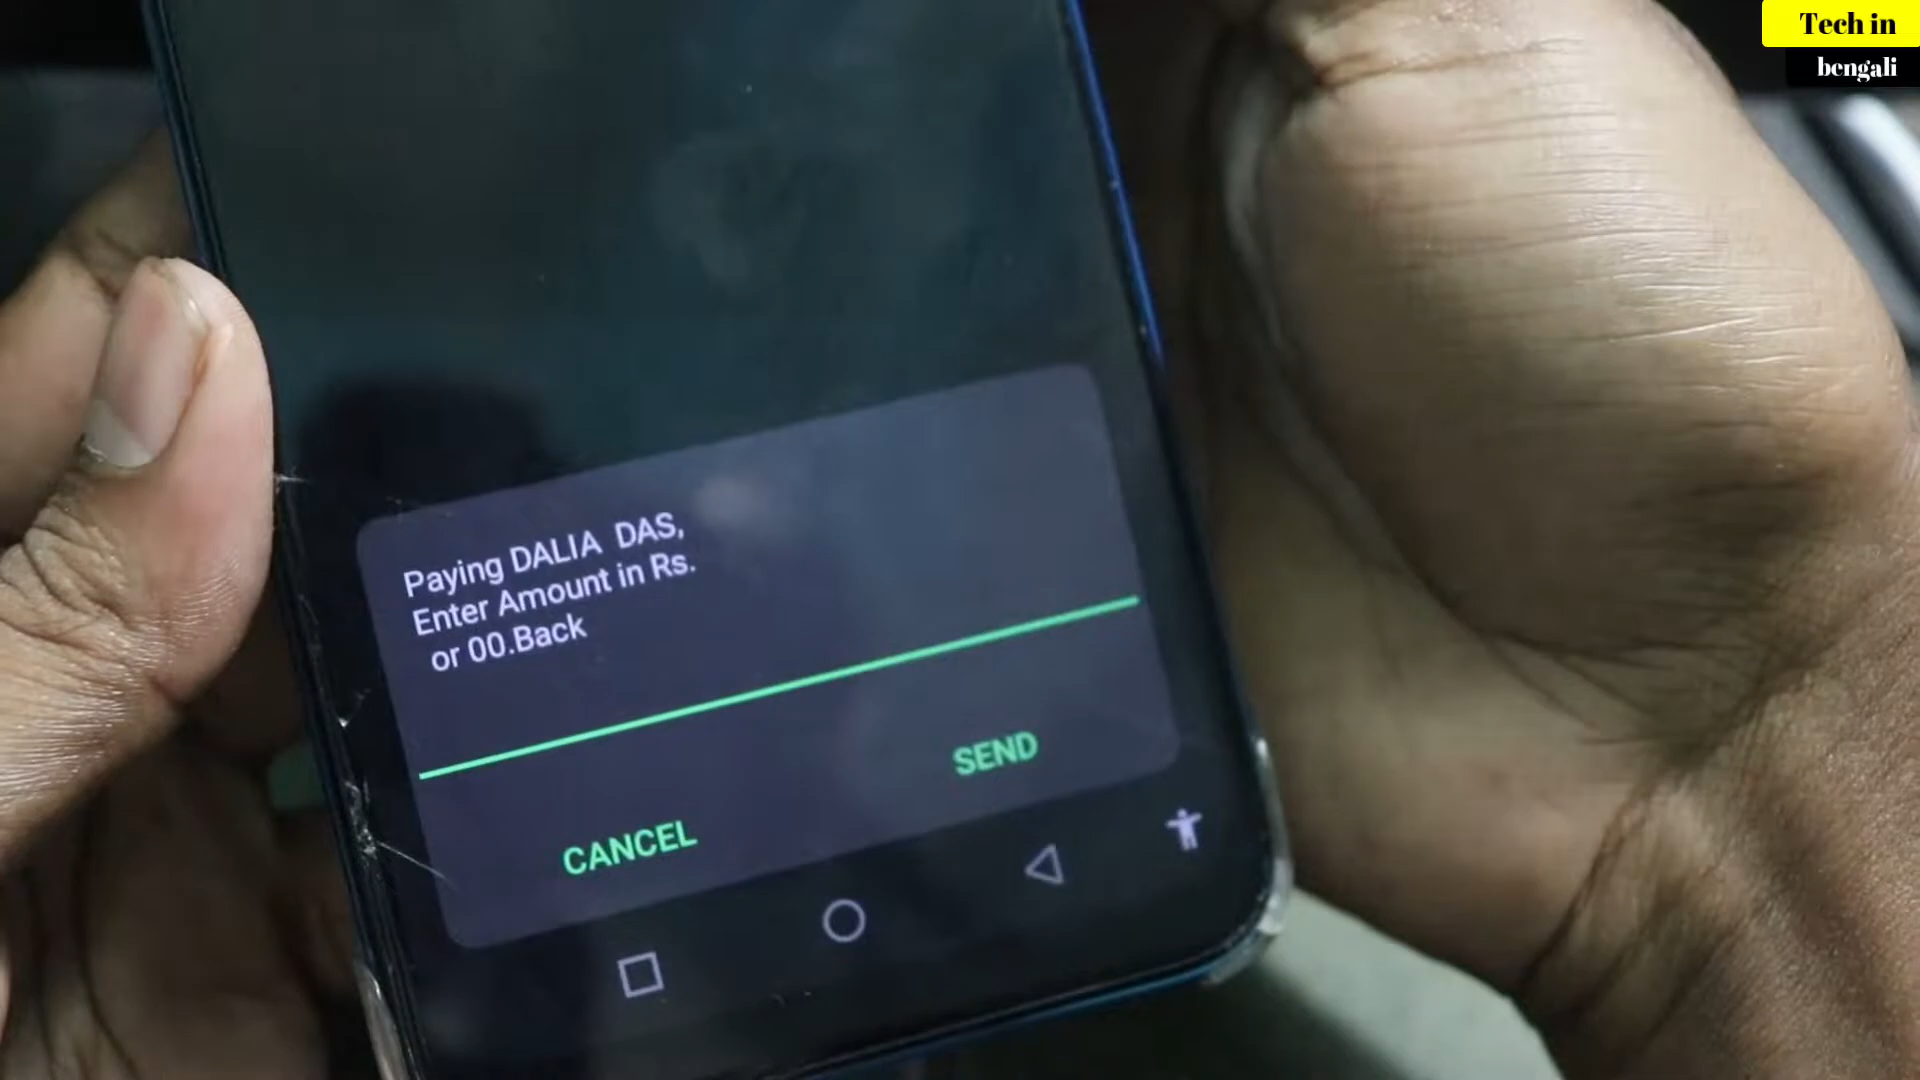 Tech in
bengali
Paying DALIA  DAS,
Enter Amount in Rs.
or 00.Back
SEND
CANCEL